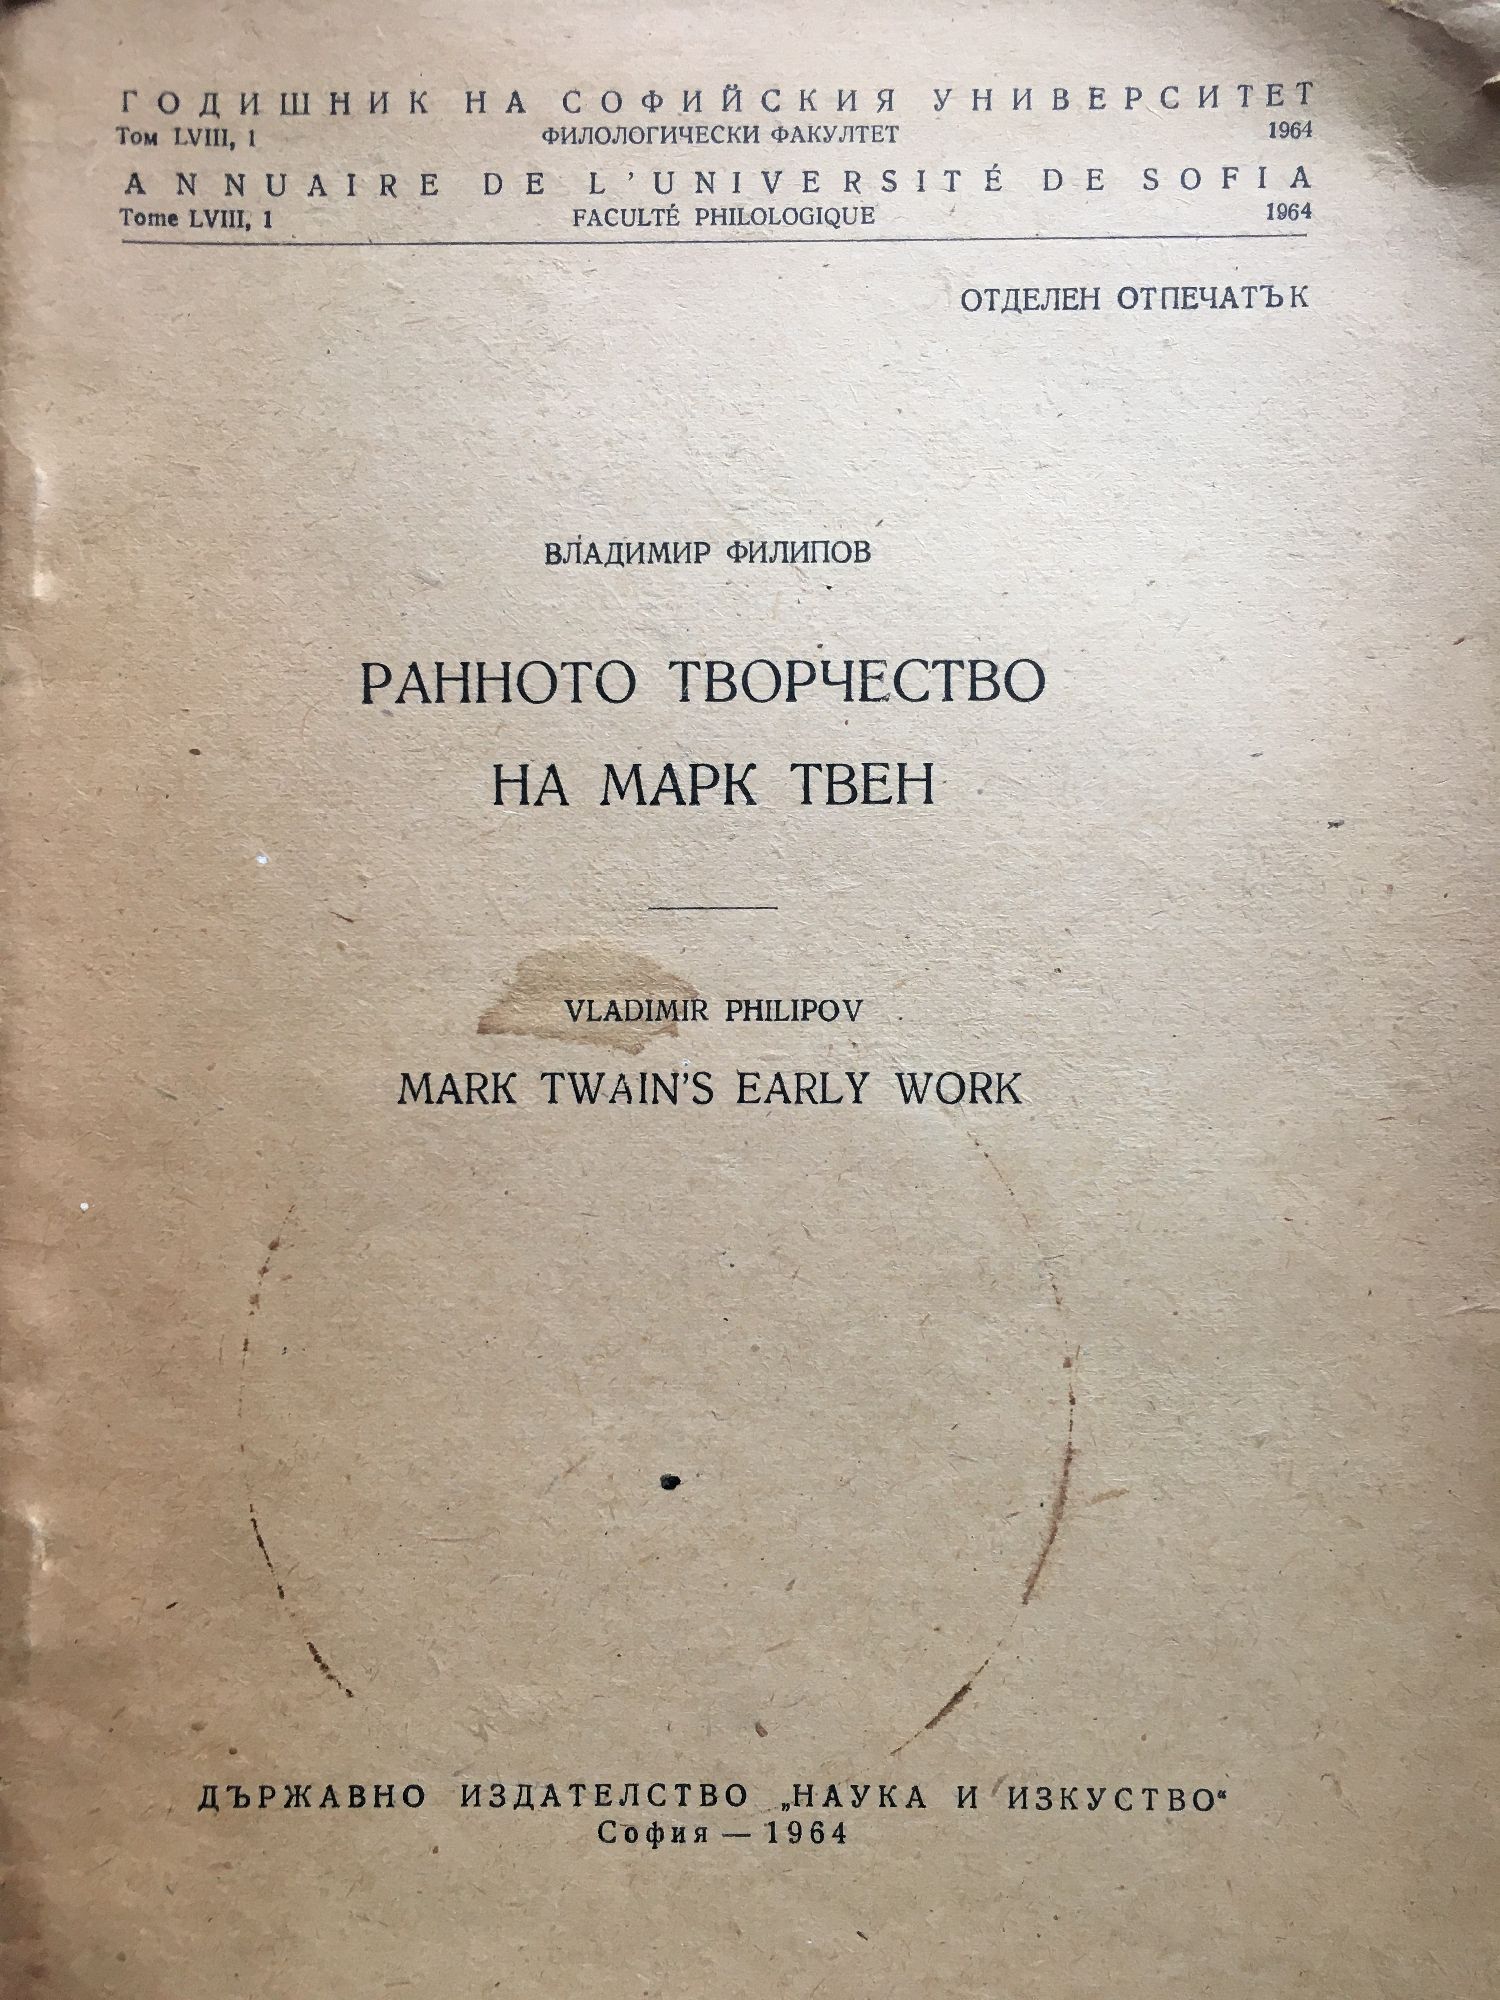 ГОДИШНИК НА СОФИЙСКИЯ УНИВЕРСИТЕТ
Том LVIII, 1 ФИЛОЛОГИЧЕСКИ ФАКУЛТЕТ 1964
ANNUAIRE DE L'UNIVERSITÉ DE SOFIA
Tome LVIII, 1 FACULTÉ PHILOLOGIQUE 1964
ОТДЕЛЕН ОТПЕЧАТЪК
ВЛАДИМИР ФИЛИПОВ
РАННОТО ТВОРЧЕСТВО
НА МАРК ТВЕН
VLADIMIR PHILIPOV
MARK TWAIN'S EARLY WORK
ДЪРЖАВНО ИЗДАТЕЛСТВО „НАУКА И ИЗКУСТВО“
София — 1964